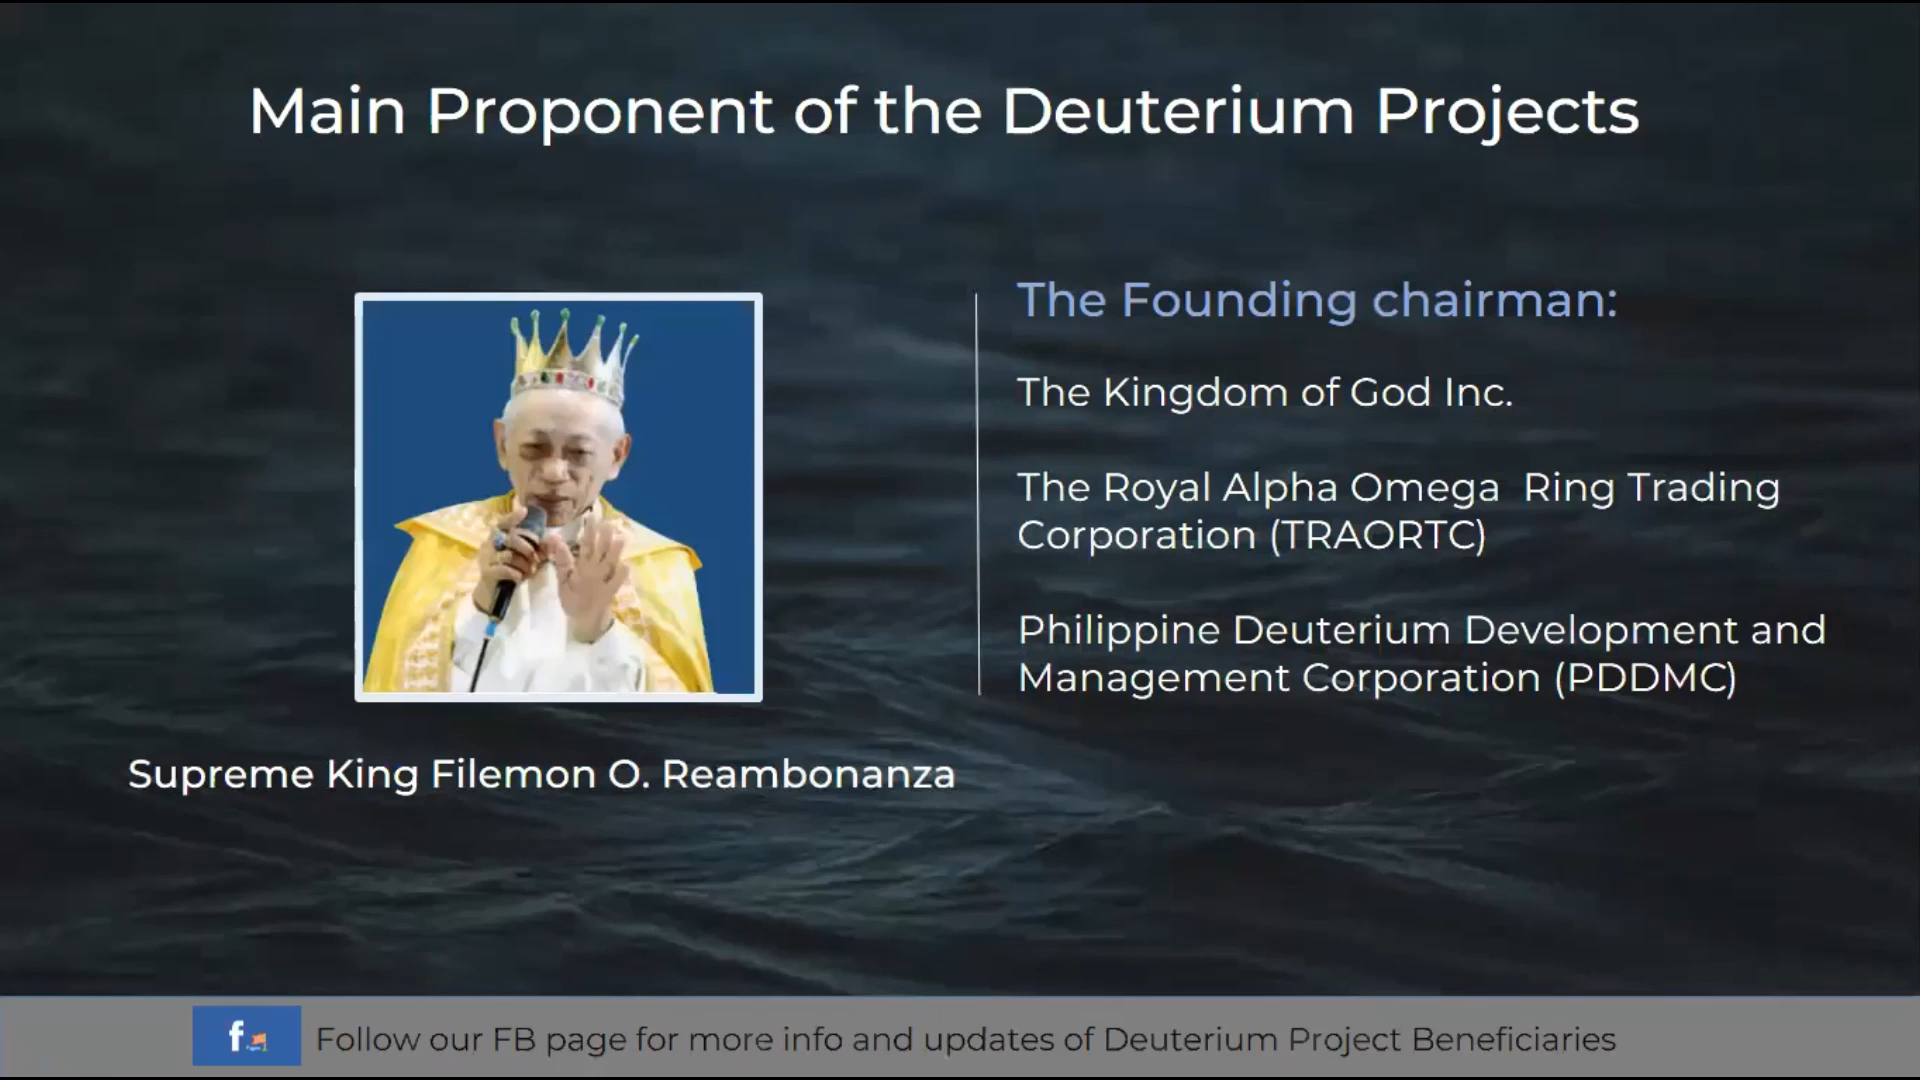 Main Proponent of the Deuterium Projects
The Founding chairman:
The Kingdom of God Inc.
The Royal Alpha Omega Ring Trading
Corporation (TRAORTC)
Philippine Deuterium Development and
Management Corporation (PDDMC)
Supreme King Filemon O. Reambonanza
f
Follow our FB page for more info and updates of Deuterium Project Beneficiaries